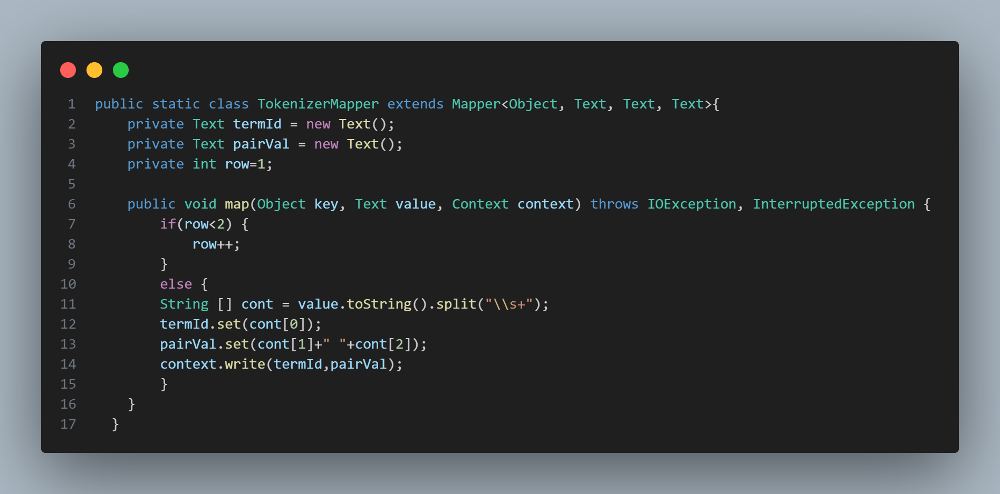 1 public static class TokenizerMapper extends Mapper<Object, Text, Text, Text>{
2     private Text termId = new Text();
3     private Text pairVal = new Text();
4     private int row=1;
5
6     public void map(Object key, Text value, Context context) throws IOException, InterruptedException {
7         if(row<2) {
8             row++;
9         }
10         else {
11         String [] cont = value.toString().split("\\s+");
12         termId.set(cont[0]);
13         pairVal.set(cont[1]+" "+cont[2]);
14         context.write(termId,pairVal);
15         }
16     }
17   }